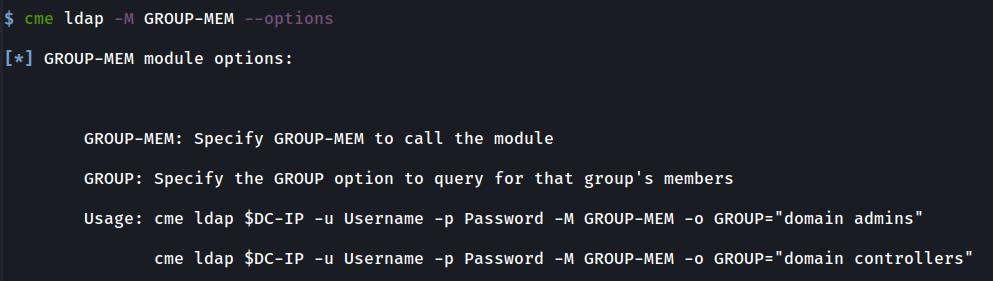 $ cme ldap -M GROUP-MEM --options
[*] GROUP-MEM module options:
GROUP-MEM: Specify GROUP-MEM to call the module
GROUP: Specify the GROUP option to query for that group's members
Usage: cme ldap $DC-IP -u Username -p Password -M GROUP-MEM -o GROUP="domain admins"
cme ldap $DC-IP -u Username -p Password -M GROUP-MEM -o GROUP="domain controllers"